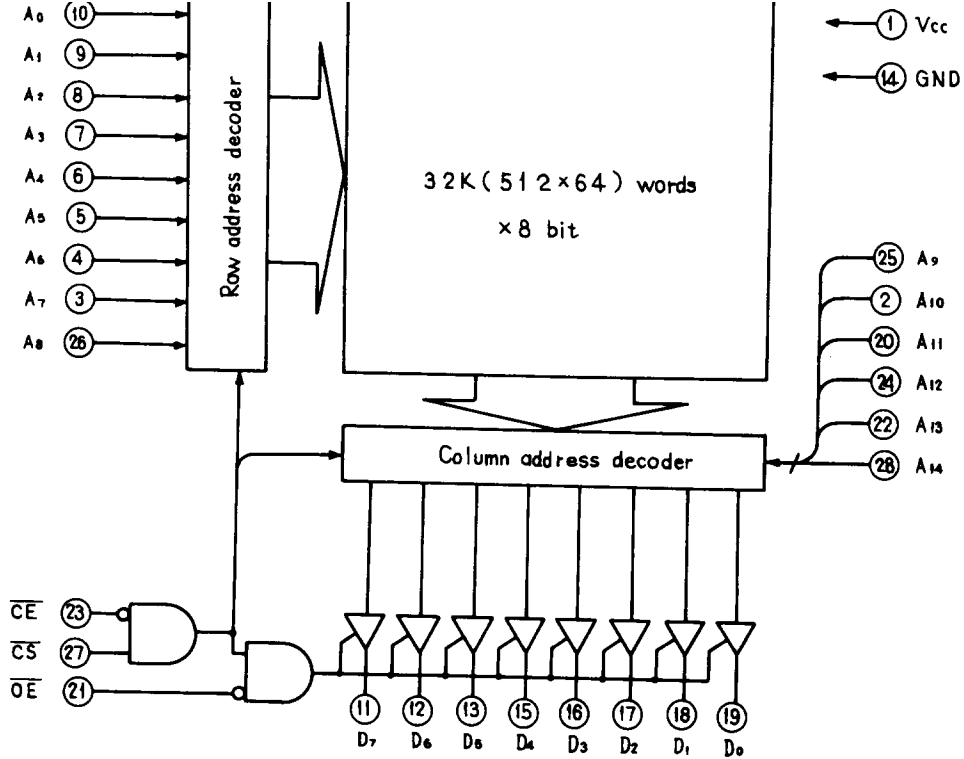 A0 10
A1 9
A2 8
A3 7
A4 6
A5 5
A6 4
A7 3
A8 26
Row address decoder
32K(512×64) words
×8 bit
1 Vcc
14 GND
25 A9
2 A10
20 A11
24 A12
22 A13
28 A14
Column address decoder
C̅E̅ 23
C̅S̅ 27
O̅E̅ 21
11 12 13 15 16 17 18 19
D7 D6 D5 D4 D3 D2 D1 D0